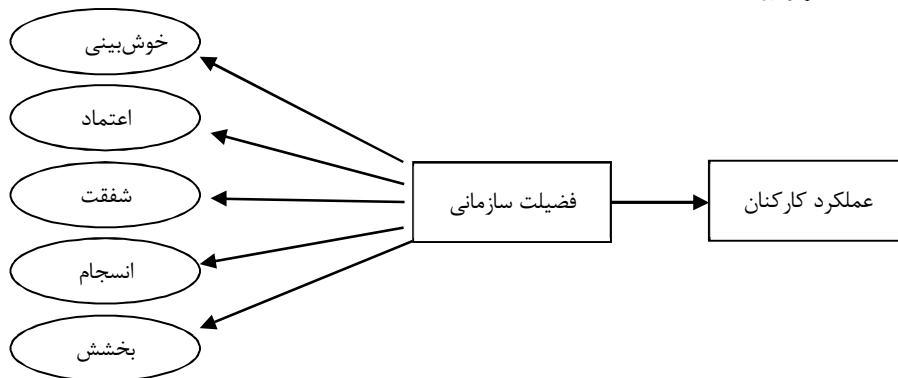 خوش‌بینی
اعتماد
شفقت
انسجام
بخشش
فضیلت سازمانی
عملکرد کارکنان